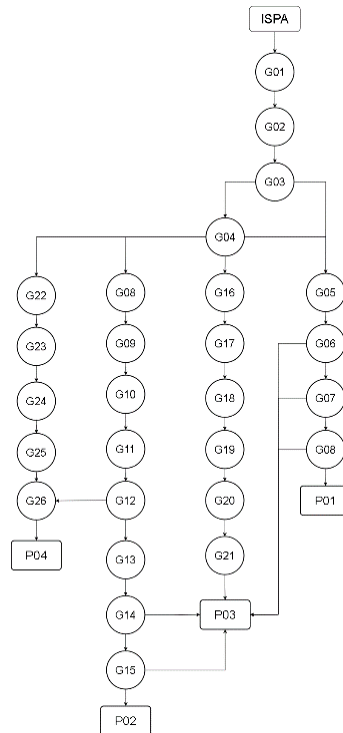 ISPA
G01
G02
G03
G04
G22 G08 G16 G05
G23 G09 G17 G06
G24 G10 G18 G07
G25 G11 G19 G08
G26 G12 G20 P01
P04 G13 G21
G14 P03
G15
P02